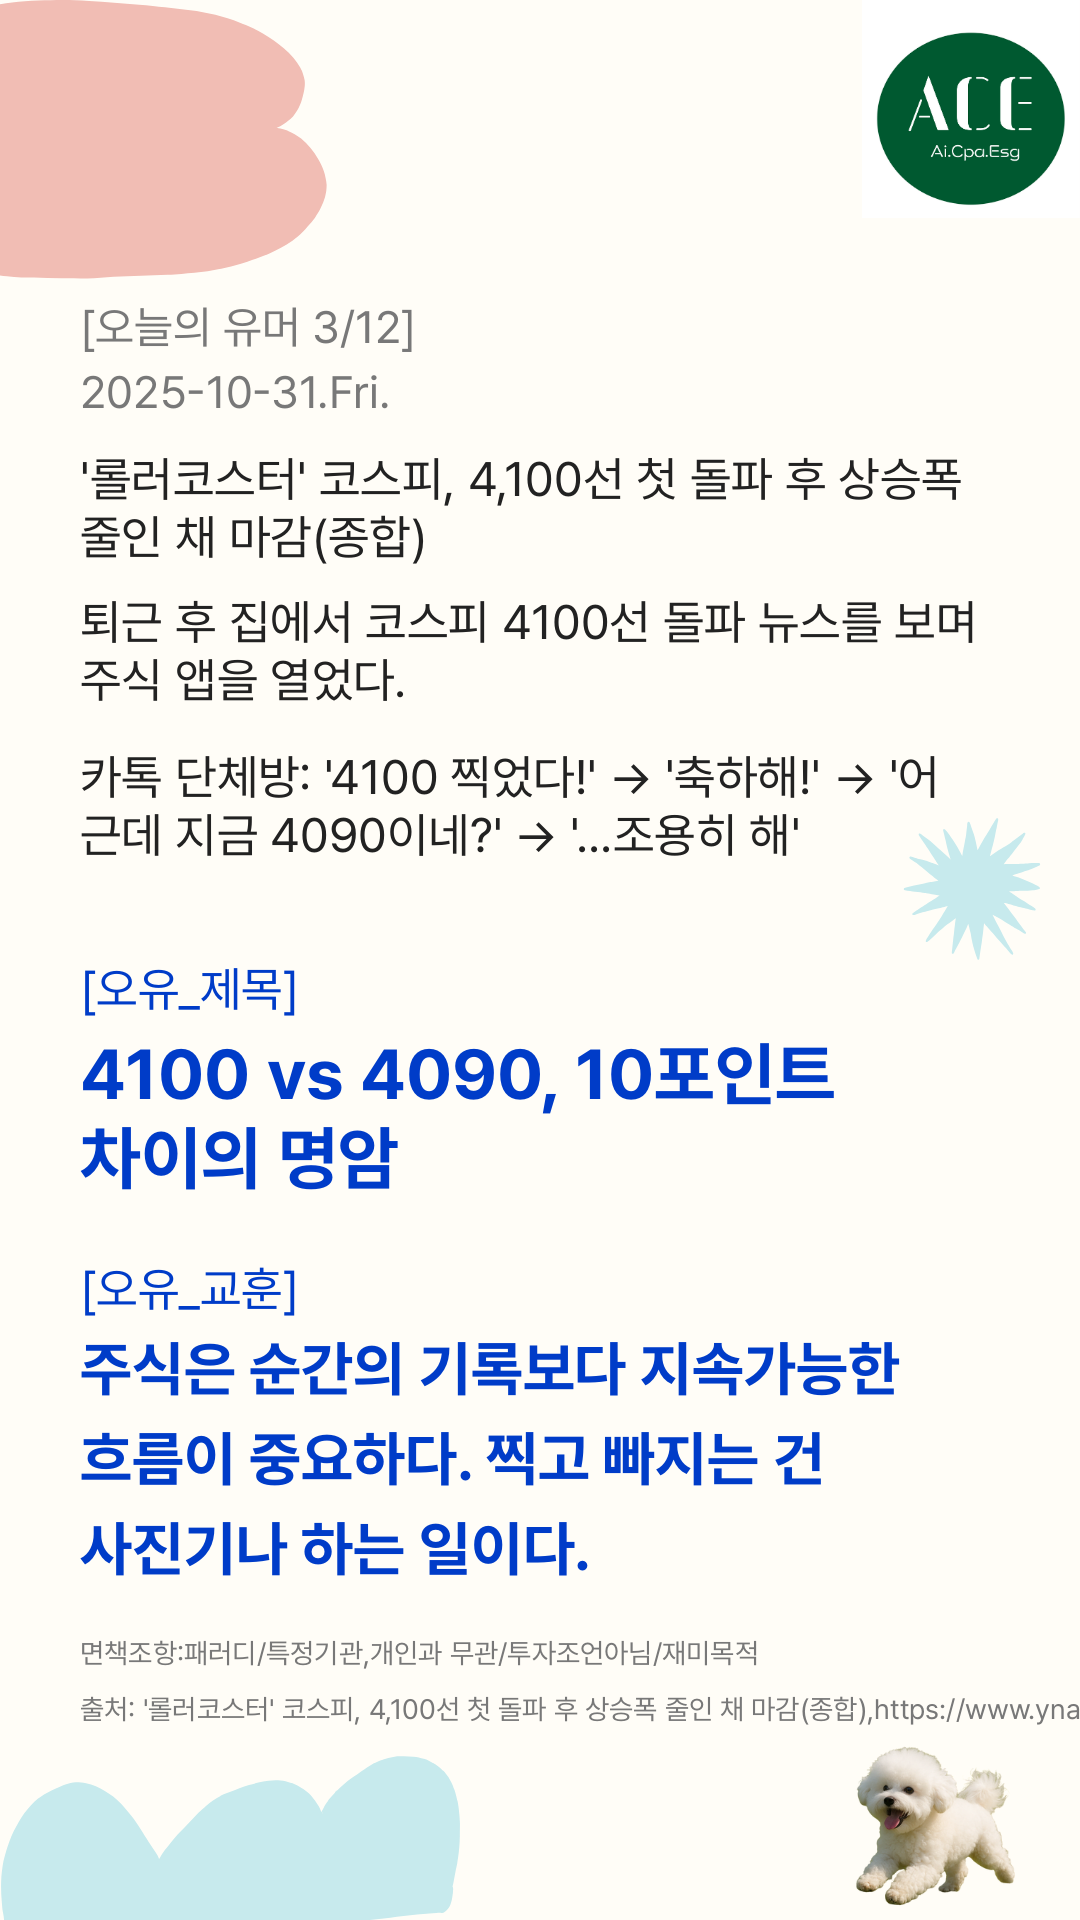 ACE
Ai.Cpa.Esg
[오늘의 유머 3/12]
2025-10-31.Fri.
'롤러코스터' 코스피, 4,100선 첫 돌파 후 상승폭
줄인 채 마감(종합)
퇴근 후 집에서 코스피 4100선 돌파 뉴스를 보며
주식 앱을 열었다.
카톡 단체방: '4100 찍었다!' → '축하해!' → '어
근데 지금 4090이네?' → '...조용히 해'
[오유_제목]
4100 vs 4090, 10포인트
차이의 명암
[오유_교훈]
주식은 순간의 기록보다 지속가능한
흐름이 중요하다. 찍고 빠지는 건
사진기나 하는 일이다.
면책조항:패러디/특정기관,개인과 무관/투자조언아님/재미목적
출처: '롤러코스터' 코스피, 4,100선 첫 돌파 후 상승폭 줄인 채 마감(종합),https://www.yna